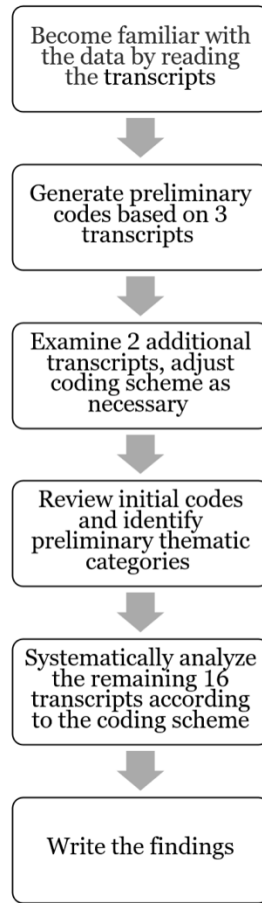 Become familiar with
the data by reading
the transcripts
Generate preliminary
codes based on 3
transcripts
Examine 2 additional
transcripts, adjust
coding scheme as
necessary
Review initial codes
and identify
preliminary thematic
categories
Systematically analyze
the remaining 16
transcripts according
to the coding scheme
Write the findings